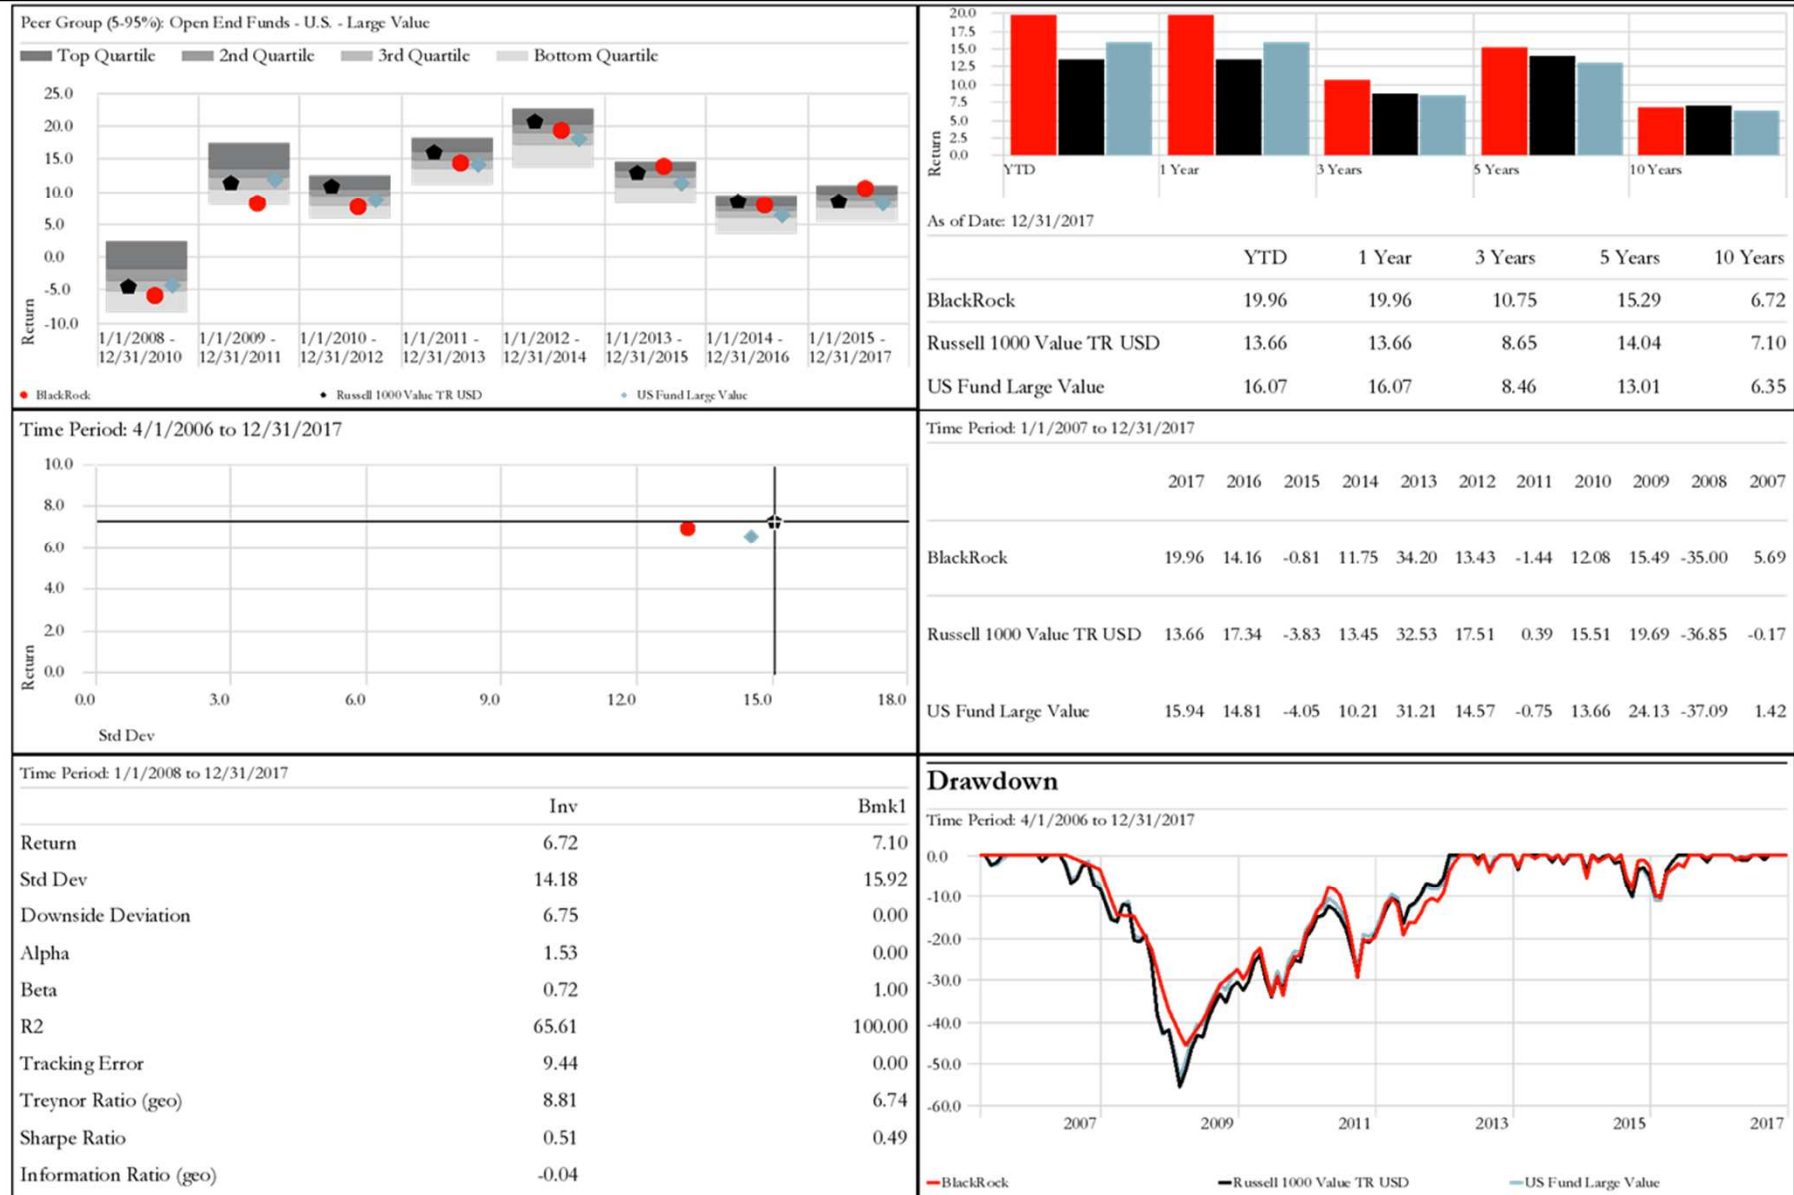 Peer Group (5-95%): Open End Funds - U.S. - Large Value
Top Quartile 2nd Quartile 3rd Quartile Bottom Quartile
25.0
20.0
15.0
10.0
5.0
0.0
-5.0
-10.0
Return
1/1/2008 - 1/1/2009 - 1/1/2010 - 1/1/2011 - 1/1/2012 - 1/1/2013 - 1/1/2014 - 1/1/2015 -
12/31/2010 12/31/2011 12/31/2012 12/31/2013 12/31/2014 12/31/2015 12/31/2016 12/31/2017
BlackRock Russell 1000 Value TR USD US Fund Large Value
20.0
17.5
15.0
12.5
10.0
7.5
5.0
2.5
0.0
Return
YTD 1 Year 3 Years 5 Years 10 Years
As of Date: 12/31/2017
YTD 1 Year 3 Years 5 Years 10 Years
BlackRock 19.96 19.96 10.75 15.29 6.72
Russell 1000 Value TR USD 13.66 13.66 8.65 14.04 7.10
US Fund Large Value 16.07 16.07 8.46 13.01 6.35
Time Period: 4/1/2006 to 12/31/2017
10.0
8.0
6.0
4.0
2.0
0.0
Return
0.0 3.0 6.0 9.0 12.0 15.0 18.0
Std Dev
Time Period: 1/1/2007 to 12/31/2017
2017 2016 2015 2014 2013 2012 2011 2010 2009 2008 2007
BlackRock 19.96 14.16 -0.81 11.75 34.20 13.43 -1.44 12.08 15.49 -35.00 5.69
Russell 1000 Value TR USD 13.66 17.34 -3.83 13.45 32.53 17.51 0.39 15.51 19.69 -36.85 -0.17
US Fund Large Value 15.94 14.81 -4.05 10.21 31.21 14.57 -0.75 13.66 24.13 -37.09 1.42
Time Period: 1/1/2008 to 12/31/2017
Inv Bmk1
Return 6.72 7.10
Std Dev 14.18 15.92
Downside Deviation 6.75 0.00
Alpha 1.53 0.00
Beta 0.72 1.00
R2 65.61 100.00
Tracking Error 9.44 0.00
Treynor Ratio (geo) 8.81 6.74
Sharpe Ratio 0.51 0.49
Information Ratio (geo) -0.04
Drawdown
Time Period: 4/1/2006 to 12/31/2017
0.0
-10.0
-20.0
-30.0
-40.0
-50.0
-60.0
2007 2009 2011 2013 2015 2017
BlackRock Russell 1000 Value TR USD US Fund Large Value